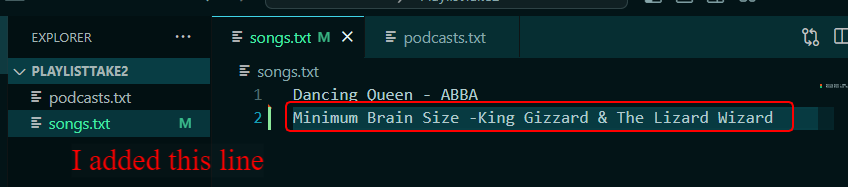 PlaylistTake2
EXPLORER
songs.txt M
podcasts.txt
PLAYLISTTAKE2
podcasts.txt
songs.txt M
songs.txt
1 Dancing Queen - ABBA
2 Minimum Brain Size -King Gizzard & The Lizard Wizard
I added this line